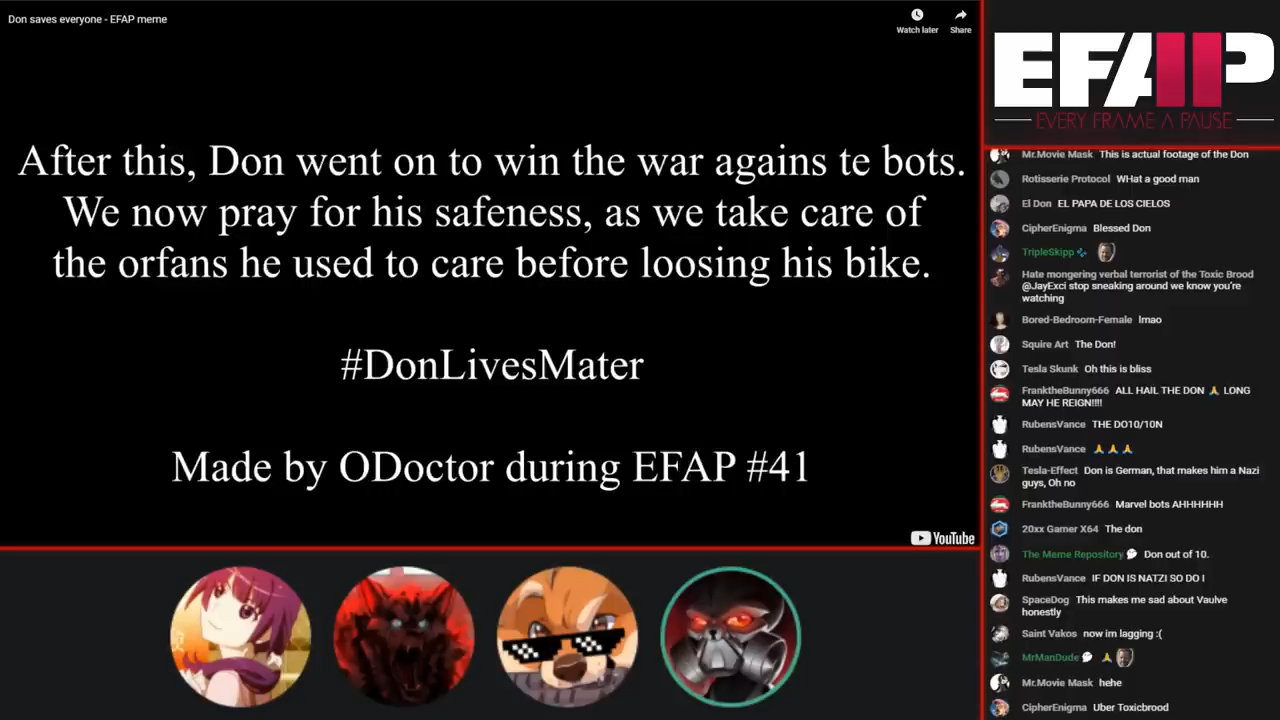 Don saves everyone - EFAP meme
Watch later
Share
After this, Don went on to win the war agains te bots.
We now pray for his safeness, as we take care of
the orfans he used to care before loosing his bike.
#DonLivesMater
Made by ODoctor during EFAP #41
YouTube
EFAP
EVERY FRAME A PAUSE
Mr.Movie Mask This is actual footage of the Don
Rotisserie Protocol WHat a good man
El Don EL PAPA DE LOS CIELOS
CipherEnigma Blessed Don
TripleSkipp
Hate mongering verbal terrorist of the Toxic Brood
@JayExci stop sneaking around we know you're
watching
Bored-Bedroom-Female lmao
Squire Art The Don!
Tesla Skunk Oh this is bliss
FranktheBunny666 ALL HAIL THE DON 🙏 LONG
MAY HE REIGN!!!!
RubensVance THE DO10/10N
RubensVance 🙏 🙏 🙏
Tesla-Effect Don is German, that makes him a Nazi
guys, Oh no
FranktheBunny666 Marvel bots AHHHHHH
20xx Gamer X64 The don
The Meme Repository Don out of 10.
RubensVance IF DON IS NATZI SO DO I
SpaceDog This makes me sad about Vaulve
honestly
Saint Vakos now im lagging :(
MrManDude 🙏
Mr.Movie Mask hehe
CipherEnigma Uber Toxicbrood